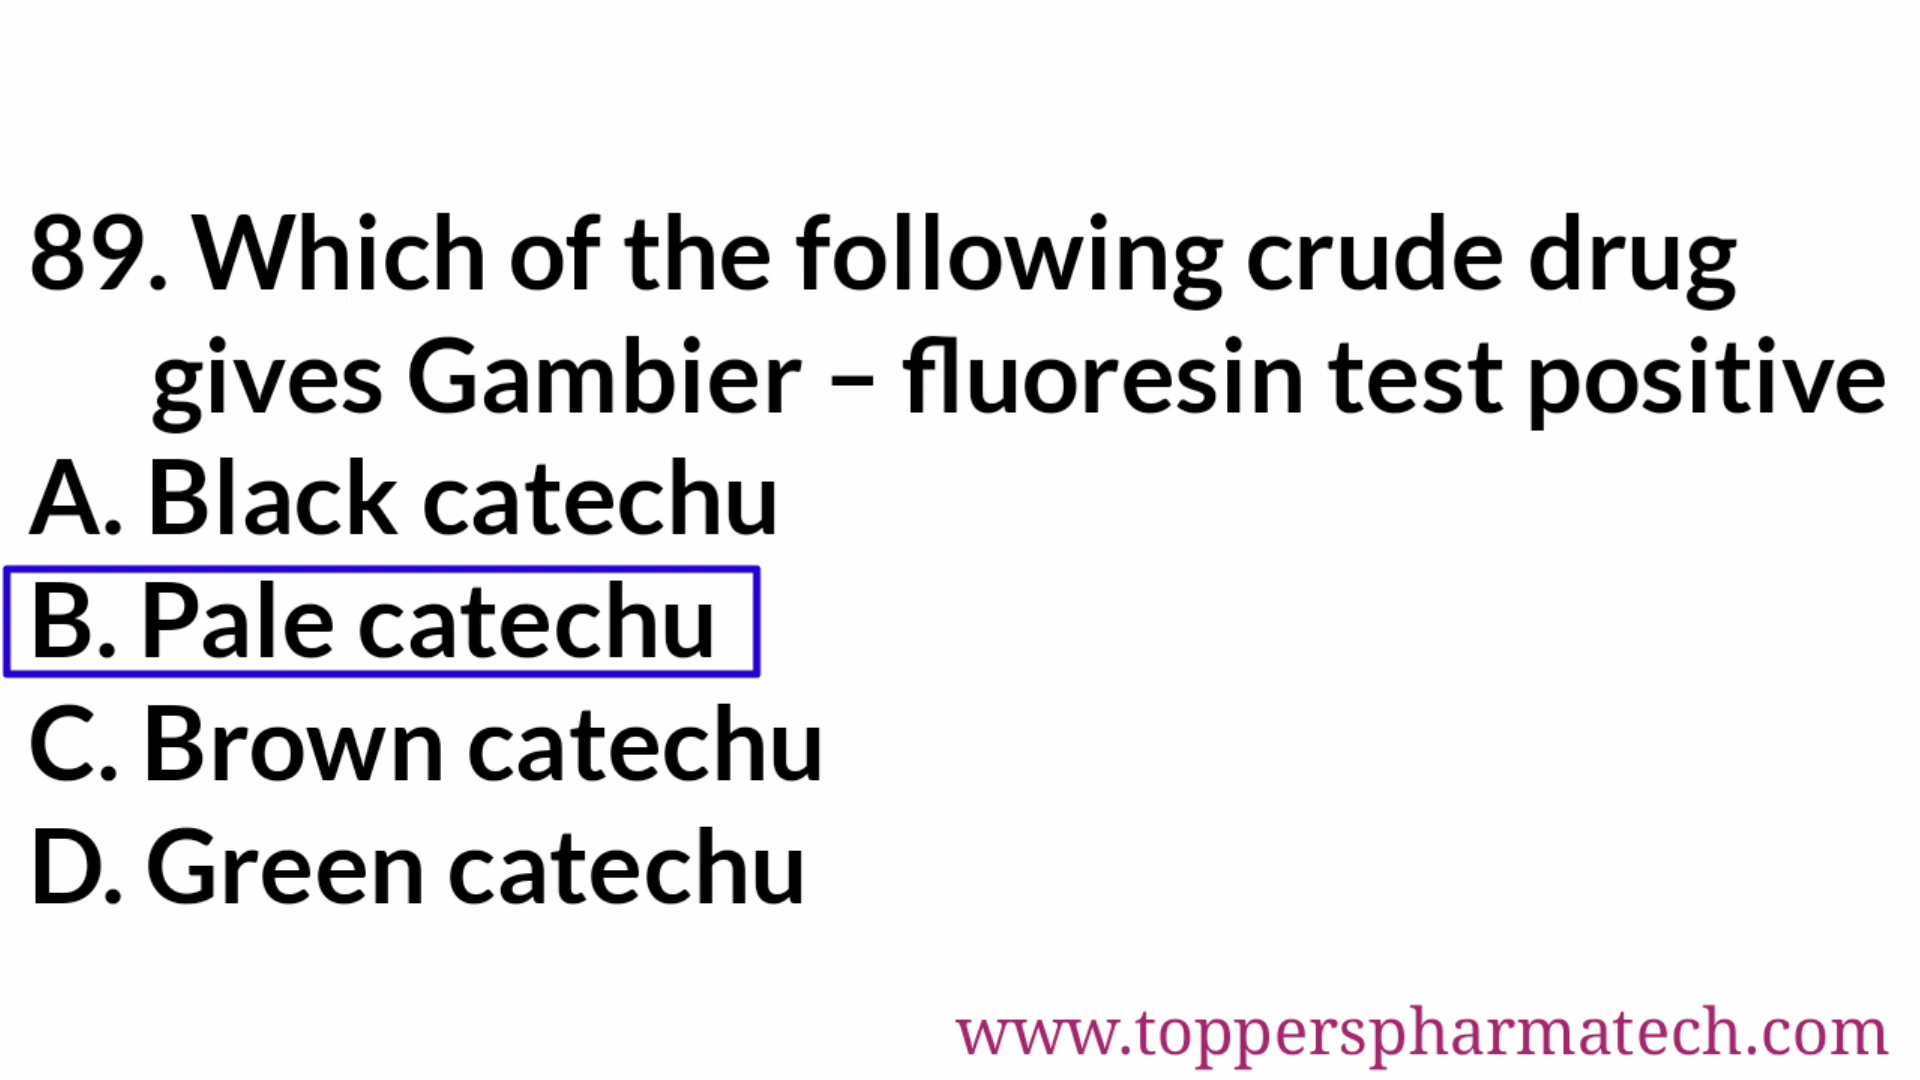 89. Which of the following crude drug
gives Gambier – fluoresin test positive
A. Black catechu
B. Pale catechu
C. Brown catechu
D. Green catechu
www.topperspharmatech.com